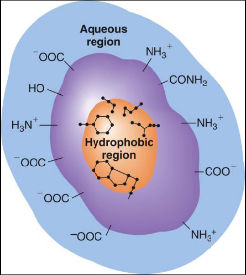 Aqueous
region
⁻OOC
NH₃⁺
HO
CONH₂
H₃N⁺
NH₃⁺
Hydrophobic
region
⁻OOC
COO⁻
⁻OOC
⁻OOC
NH₃⁺